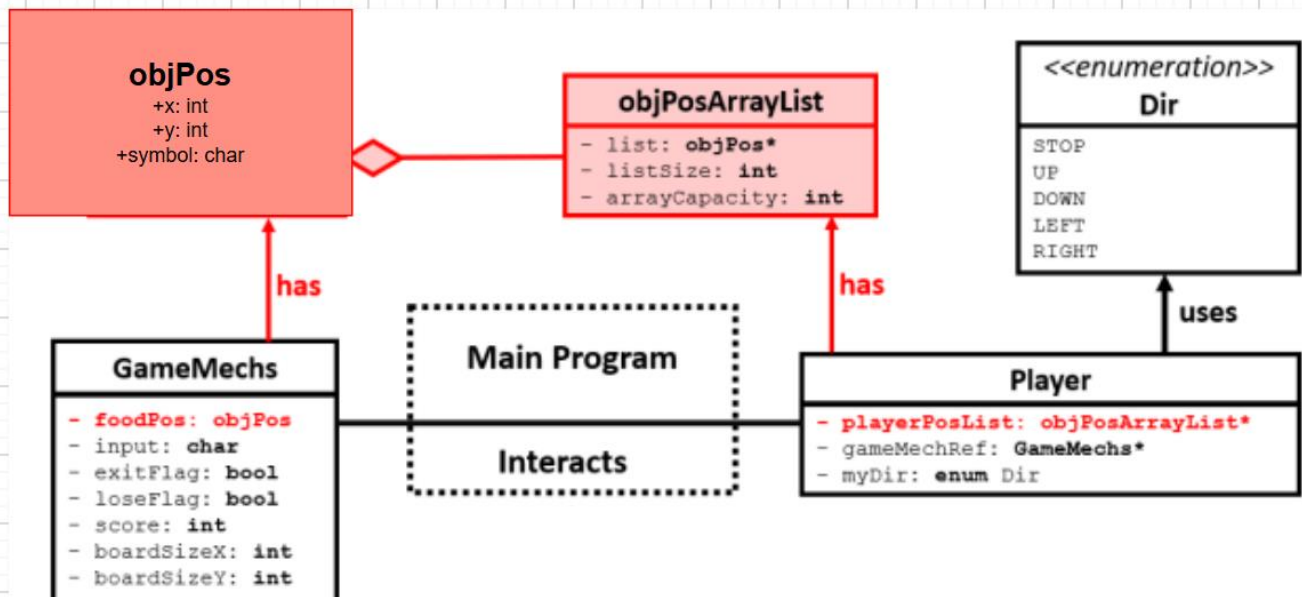 objPos
+x: int
+y: int
+symbol: char
objPosArrayList
- list: objPos*
- listSize: int
- arrayCapacity: int
<<enumeration>>
Dir
STOP
UP
DOWN
LEFT
RIGHT
has
has
uses
GameMechs
- foodPos: objPos
- input: char
- exitFlag: bool
- loseFlag: bool
- score: int
- boardSizeX: int
- boardSizeY: int
Main Program
Interacts
Player
- playerPosList: objPosArrayList*
- gameMechRef: GameMechs*
- myDir: enum Dir